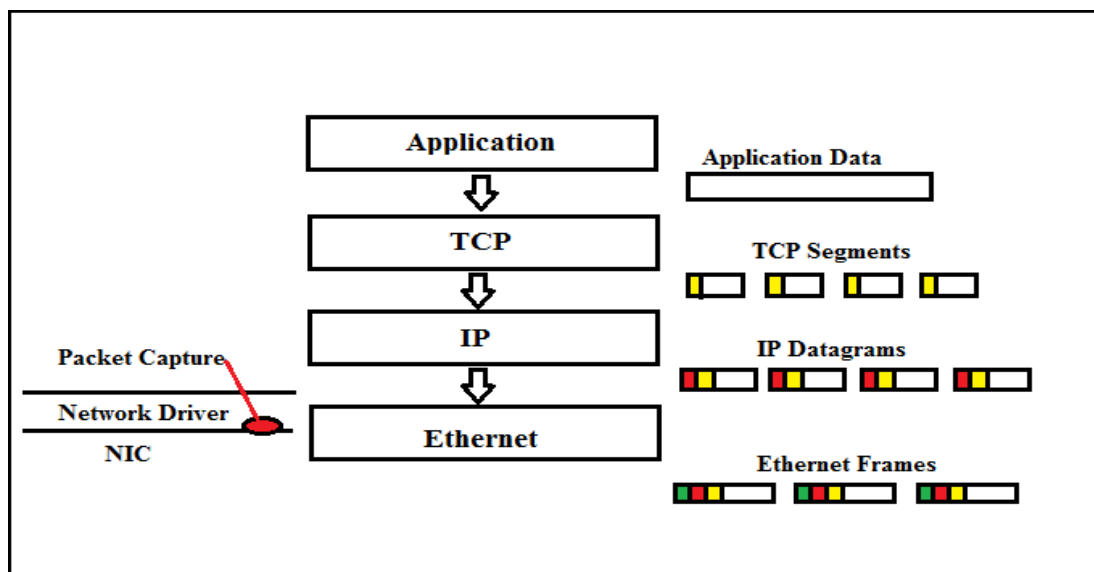 Application
Application Data
TCP
TCP Segments
IP
IP Datagrams
Packet Capture
Network Driver
NIC
Ethernet
Ethernet Frames